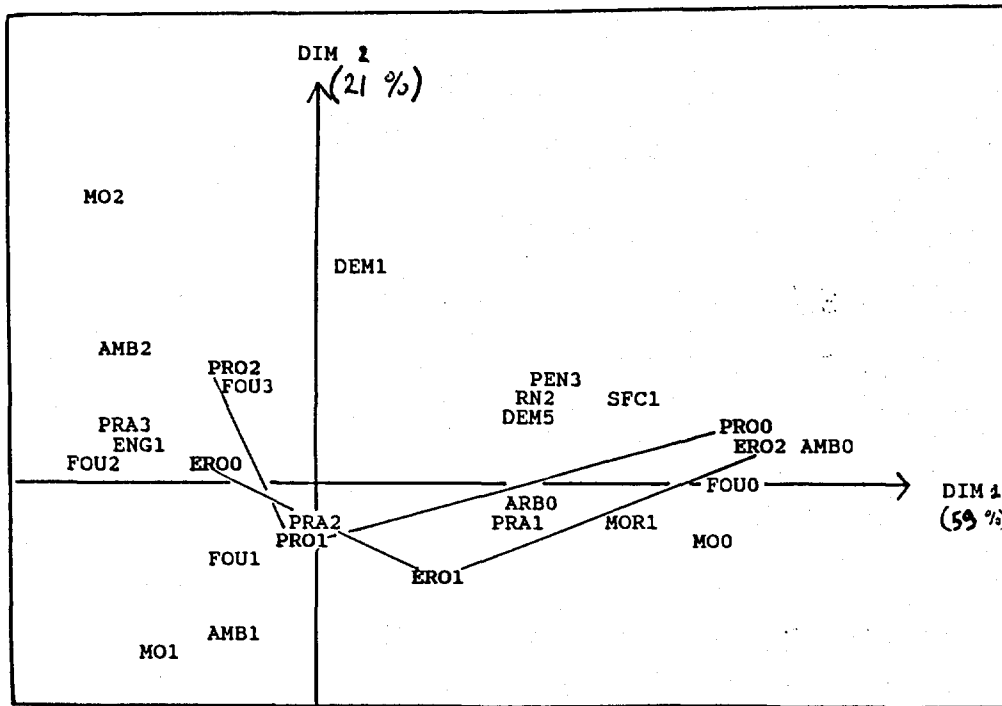 DIM 2
(21 %)
MO2
DEM1
AMB2
PRO2
FOU3
PEN3
RN2
SFC1
DEM5
PRA3
PRO0
ENG1
ERO2 AMB0
FOU2
ERO0
FOU0
DIM 1
(59 %)
ARB0
PRA2
PRA1
MOR1
PRO1
MO0
FOU1
ERO1
AMB1
MO1